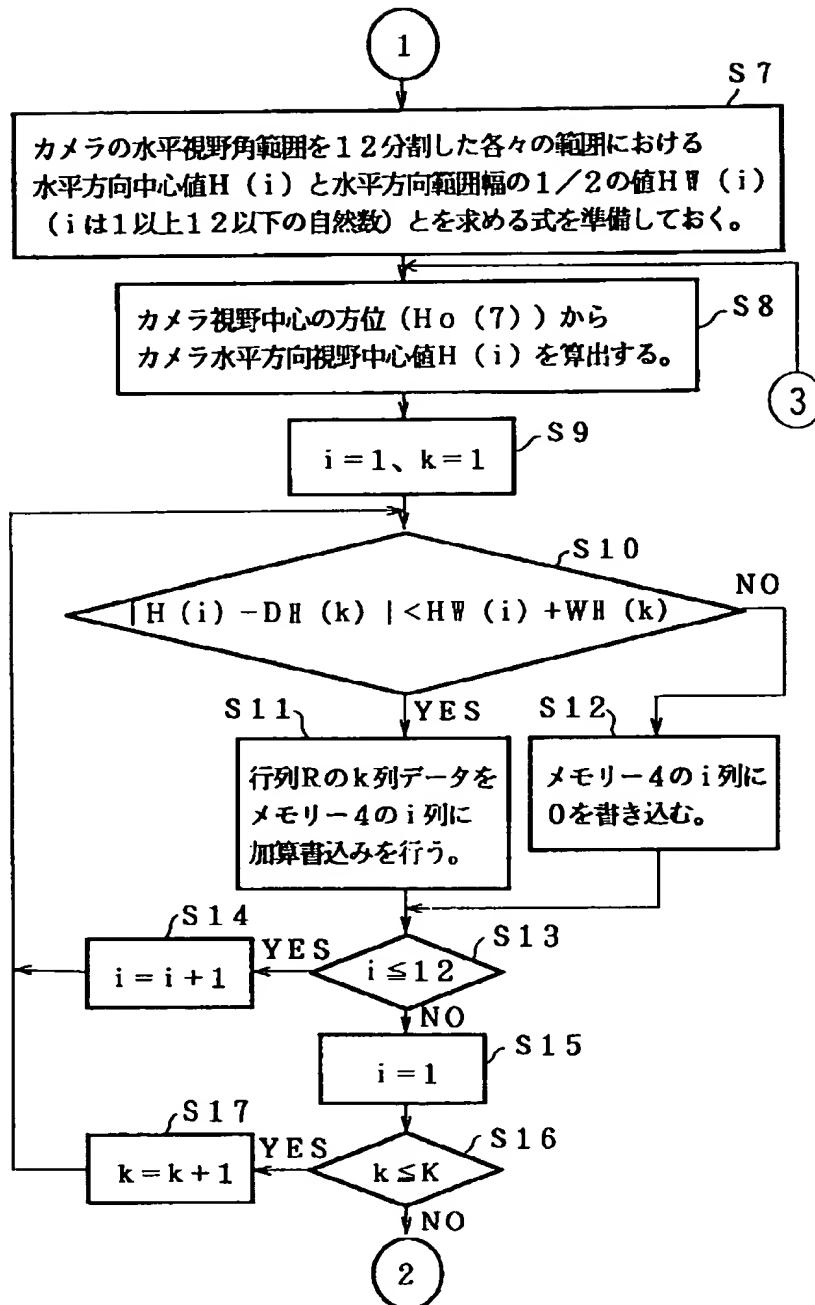 1
S7
カメラの水平視野角範囲を12分割した各々の範囲における
水平方向中心値H(i)と水平方向範囲幅の1/2の値HW(i)
(iは1以上12以下の自然数)とを求める式を準備しておく。
S8
カメラ視野中心の方位(Ho(7))から
カメラ水平方向視野中心値H(i)を算出する。
3
S9
i=1、k=1
S10
|H(i)-DH(k)|<HW(i)+WH(k)
NO
YES
S11
行列Rのk列データを
メモリー4のi列に
加算書込みを行う。
S12
メモリー4のi列に
0を書き込む。
S13
i≦12
YES
S14
i=i+1
NO
S15
i=1
S16
k≦K
YES
S17
k=k+1
NO
2